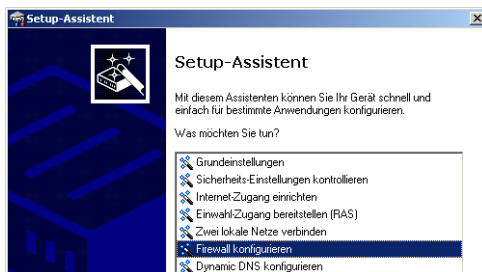 Setup-Assistent
Setup-Assistent
Mit diesem Assistenten können Sie Ihr Gerät schnell und
einfach für bestimmte Anwendungen konfigurieren.
Was möchten Sie tun?
Grundeinstellungen
Sicherheits-Einstellungen kontrollieren
Internet-Zugang einrichten
Einwahl-Zugang bereitstellen (RAS)
Zwei lokale Netze verbinden
Firewall konfigurieren
Dynamic DNS konfigurieren